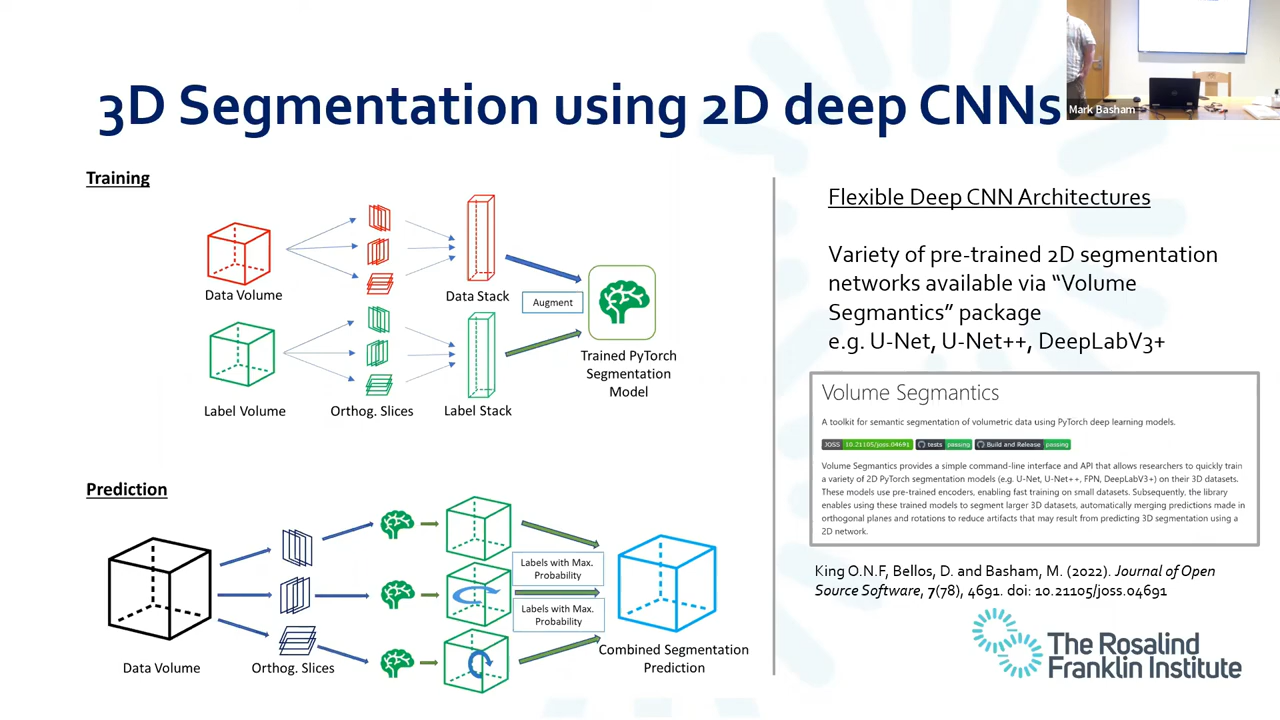 3D Segmentation using 2D deep CNNs
Mark Basham
Training
Data Volume
Data Stack
Augment
Label Volume
Orthog. Slices
Label Stack
Trained PyTorch
Segmentation
Model
Prediction
Data Volume
Orthog. Slices
Labels with Max.
Probability
Labels with Max.
Probability
Combined Segmentation
Prediction
Flexible Deep CNN Architectures
Variety of pre-trained 2D segmentation
networks available via “Volume
Segmantics” package
e.g. U-Net, U-Net++, DeepLabV3+
Volume Segmantics
A toolkit for semantic segmentation of volumetric data using PyTorch deep learning models.
JOSS 10.21105/joss.04691 tests passing Build and Release passing
Volume Segmantics provides a simple command-line interface and API that allows researchers to quickly train
a variety of 2D PyTorch segmentation models (e.g. U-Net, U-Net++, FPN, DeepLabV3+) on their 3D datasets.
These models use pre-trained encoders, enabling fast training on small datasets. Subsequently, the library
enables using these trained models to segment larger 3D datasets, automatically merging predictions made in
orthogonal planes and rotations to reduce artifacts that may result from predicting 3D segmentation using a
2D network.
King O.N.F, Bellos, D. and Basham, M. (2022). Journal of Open
Source Software, 7(78), 4691. doi: 10.21105/joss.04691
The Rosalind
Franklin Institute